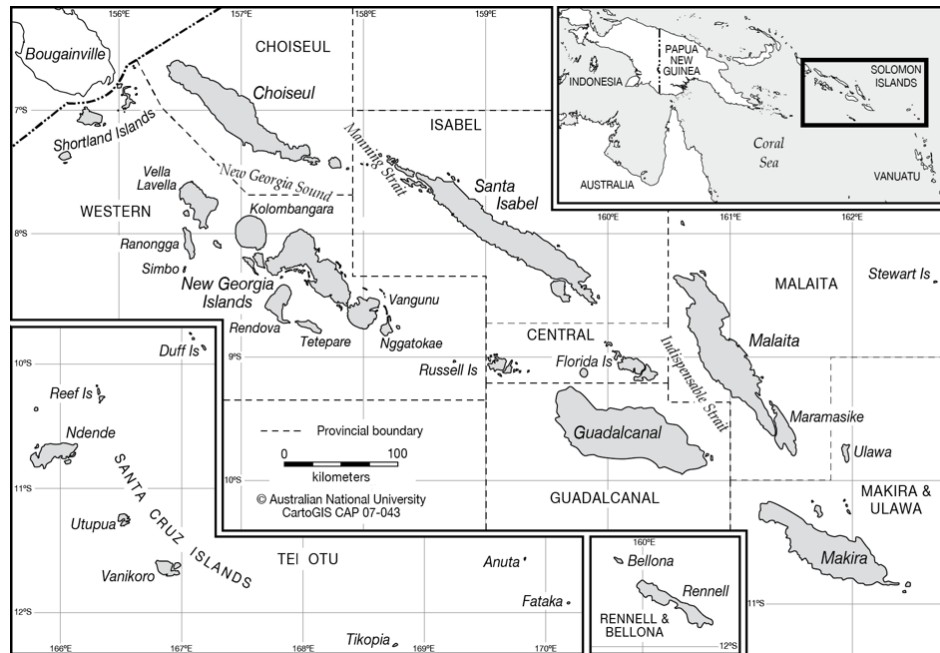 156°E
157°E
158°E
159°E
Bougainville
CHOISEUL
Choiseul
7°S
Shortland Islands
ISABEL
Manning Strait
New Georgia Sound
Santa
Isabel
PAPUA
NEW
GUINEA
INDONESIA
SOLOMON
ISLANDS
Coral
Sea
AUSTRALIA
VANUATU
160°E
161°E
162°E
Vella
Lavella
WESTERN
Kolombangara
8°S
Ranongga
Simbo
New Georgia
Islands
Vangunu
Rendova
Tetepare
Nggatokae
MALAITA
Stewart Is
Malaita
CENTRAL
9°S
Russell Is
Florida Is
Indispensable Strait
Maramasike
Guadalcanal
Ulawa
GUADALCANAL
MAKIRA &
ULAWA
Makira
10°S
11°S
Provincial boundary
0
100
kilometers
© Australian National University
CartoGIS CAP 07-043
Duff Is
10°S
Reef Is
Ndende
SANTA CRUZ ISLANDS
11°S
Utupua
Vanikoro
TEI OTU
Anuta
Fataka
12°S
Tikopia
166°E
167°E
168°E
169°E
170°E
160°E
Bellona
Rennell
RENNELL &
BELLONA
12°S